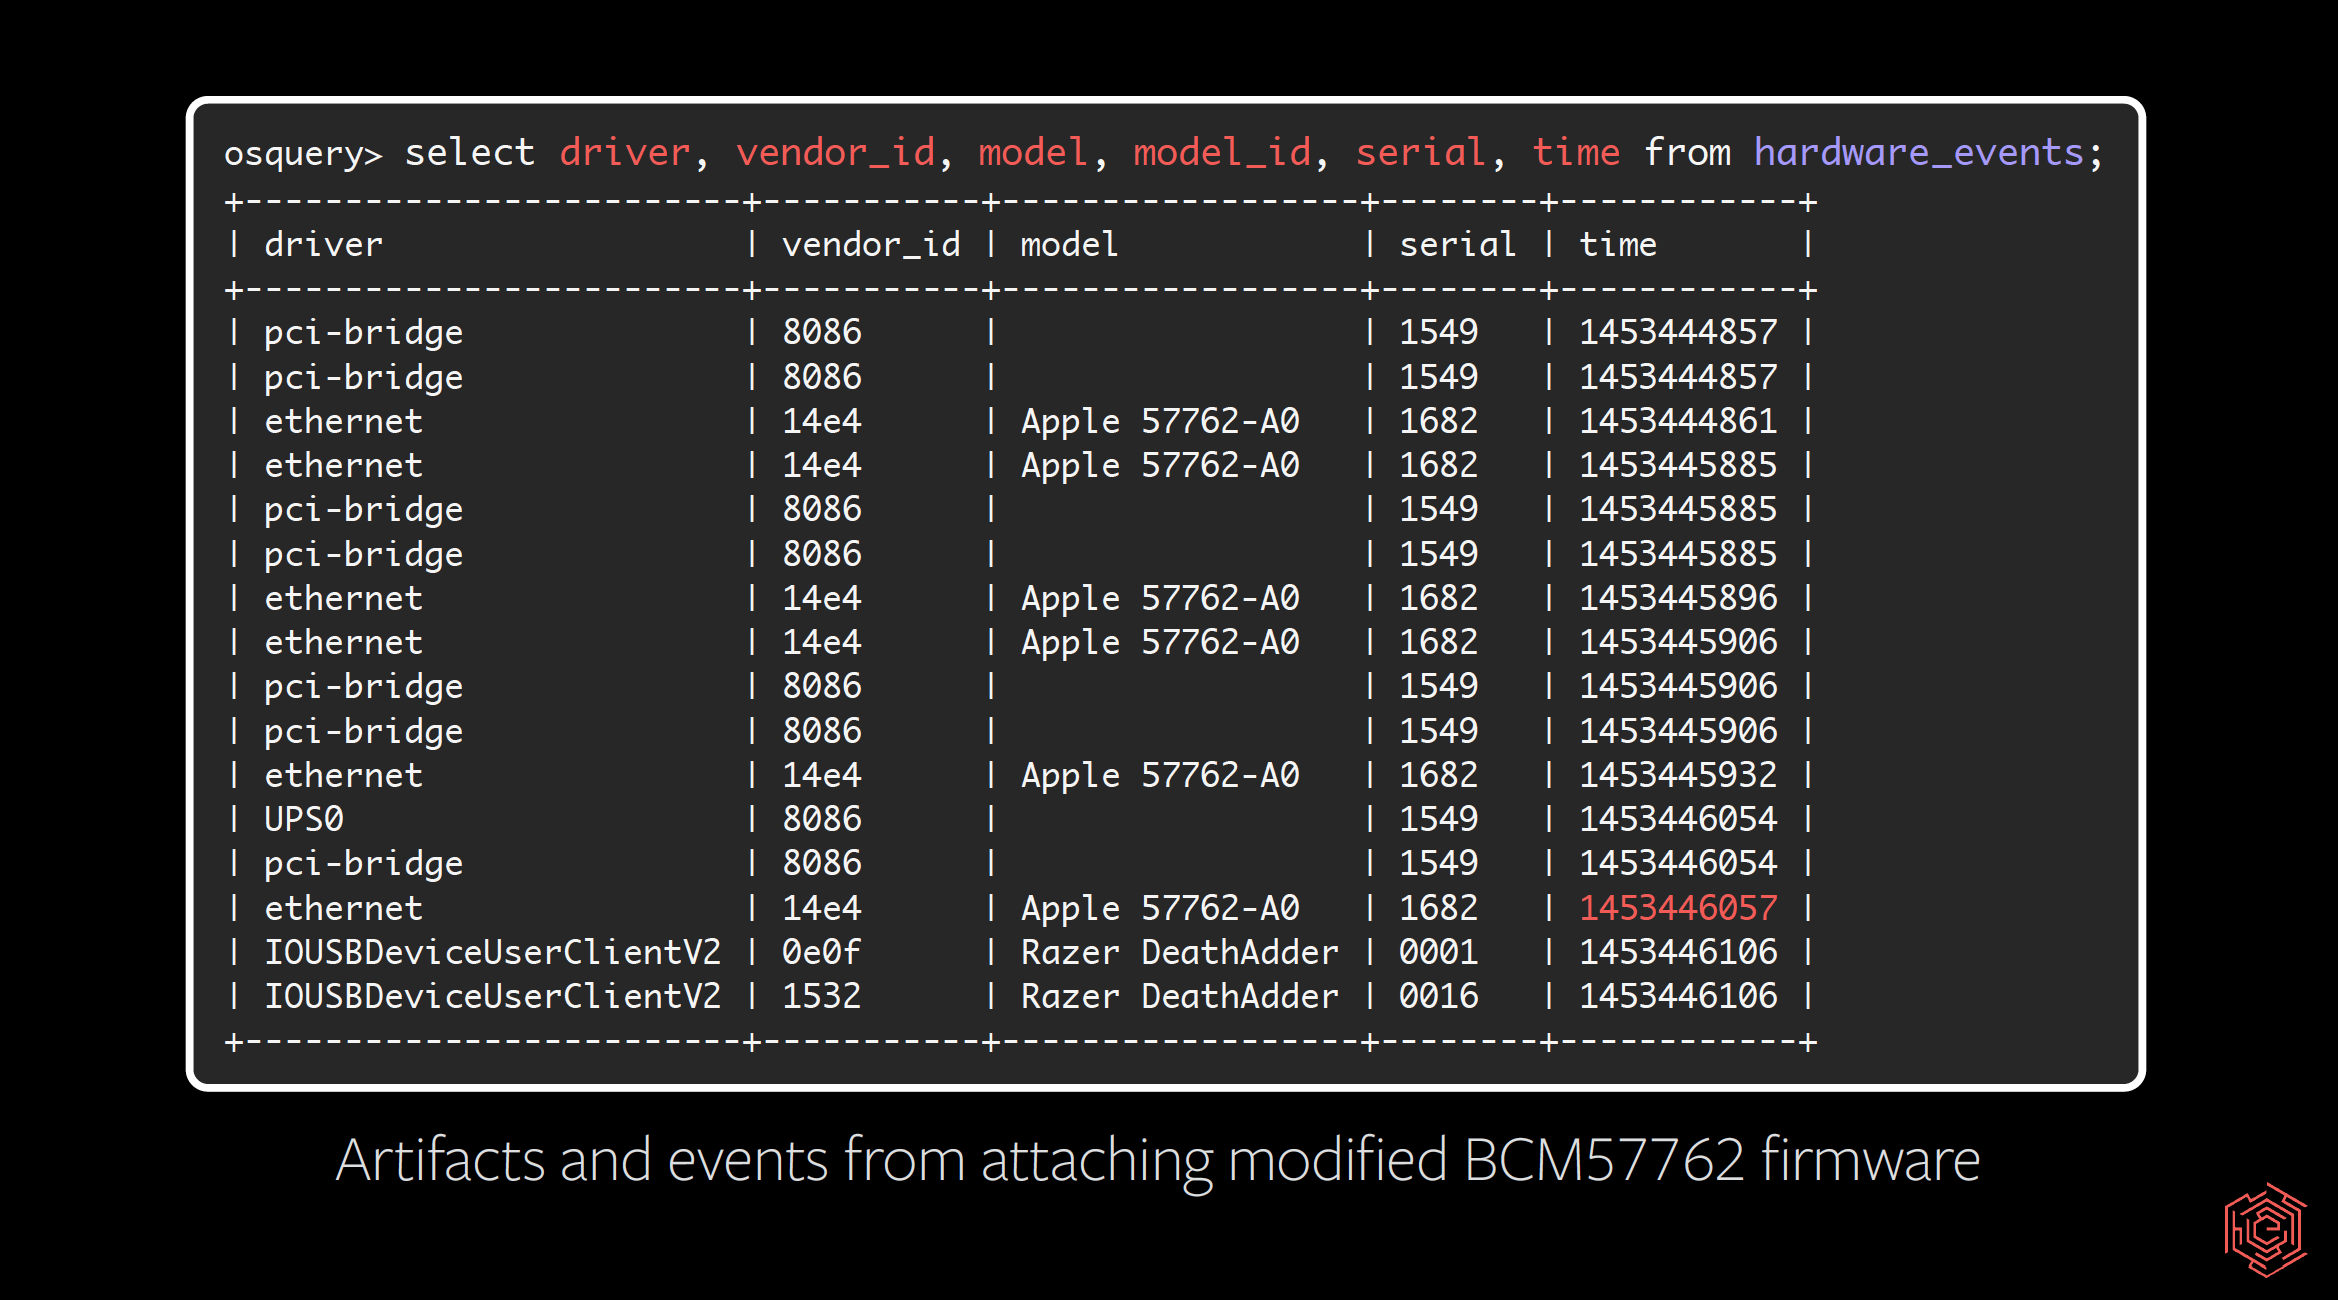 osquery> select driver, vendor_id, model, model_id, serial, time from hardware_events;
+-------------------------+-----------+------------------+--------+------------+
| driver                  | vendor_id | model            | serial | time       |
+-------------------------+-----------+------------------+--------+------------+
| pci-bridge              | 8086      |                  | 1549   | 1453444857 |
| pci-bridge              | 8086      |                  | 1549   | 1453444857 |
| ethernet                | 14e4      | Apple 57762-A0   | 1682   | 1453444861 |
| ethernet                | 14e4      | Apple 57762-A0   | 1682   | 1453445885 |
| pci-bridge              | 8086      |                  | 1549   | 1453445885 |
| pci-bridge              | 8086      |                  | 1549   | 1453445885 |
| ethernet                | 14e4      | Apple 57762-A0   | 1682   | 1453445896 |
| ethernet                | 14e4      | Apple 57762-A0   | 1682   | 1453445906 |
| pci-bridge              | 8086      |                  | 1549   | 1453445906 |
| pci-bridge              | 8086      |                  | 1549   | 1453445906 |
| ethernet                | 14e4      | Apple 57762-A0   | 1682   | 1453445932 |
| UPS0                    | 8086      |                  | 1549   | 1453446054 |
| pci-bridge              | 8086      |                  | 1549   | 1453446054 |
| ethernet                | 14e4      | Apple 57762-A0   | 1682   | 1453446057 |
| IOUSBDeviceUserClientV2 | 0e0f      | Razer DeathAdder | 0001   | 1453446106 |
| IOUSBDeviceUserClientV2 | 1532      | Razer DeathAdder | 0016   | 1453446106 |
+-------------------------+-----------+------------------+--------+------------+
Artifacts and events from attaching modified BCM57762 firmware